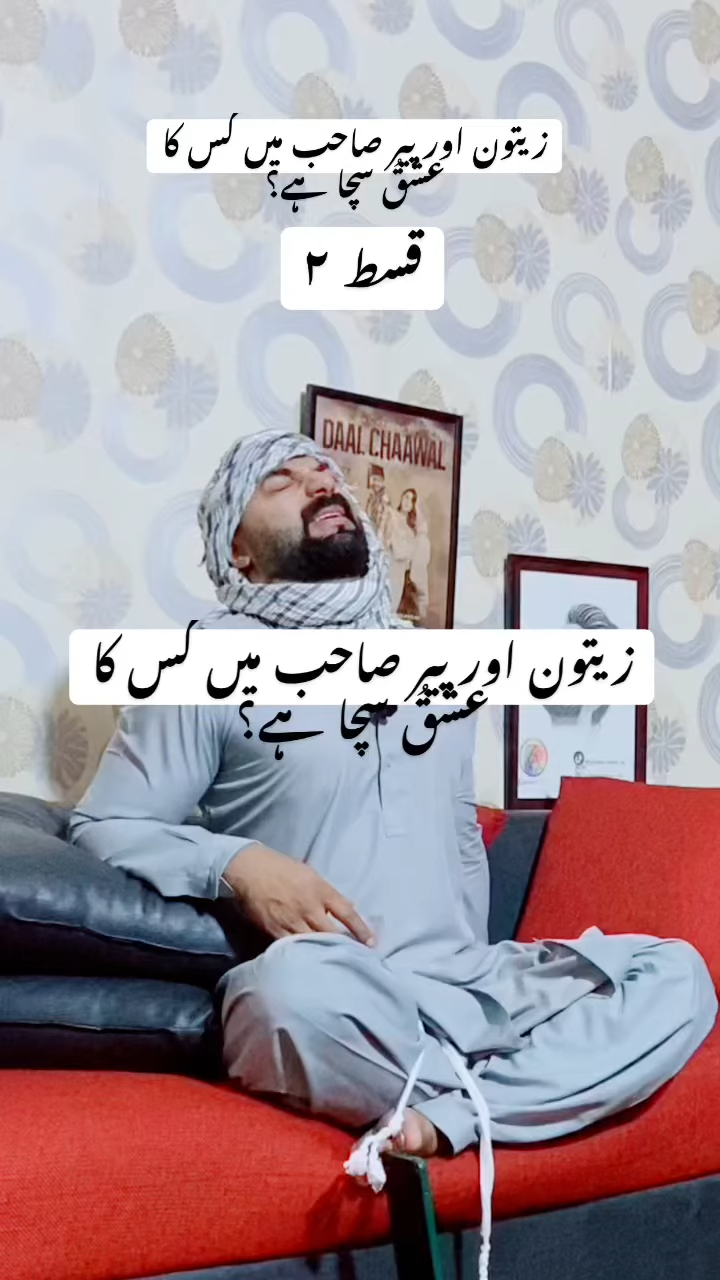 زیتون اور پیر صاحب میں کس کا
عشق سچا ہے؟
قسط ۲
DAAL CHAAWAL
زیتون اور پیر صاحب میں کس کا
عشق سچا ہے؟